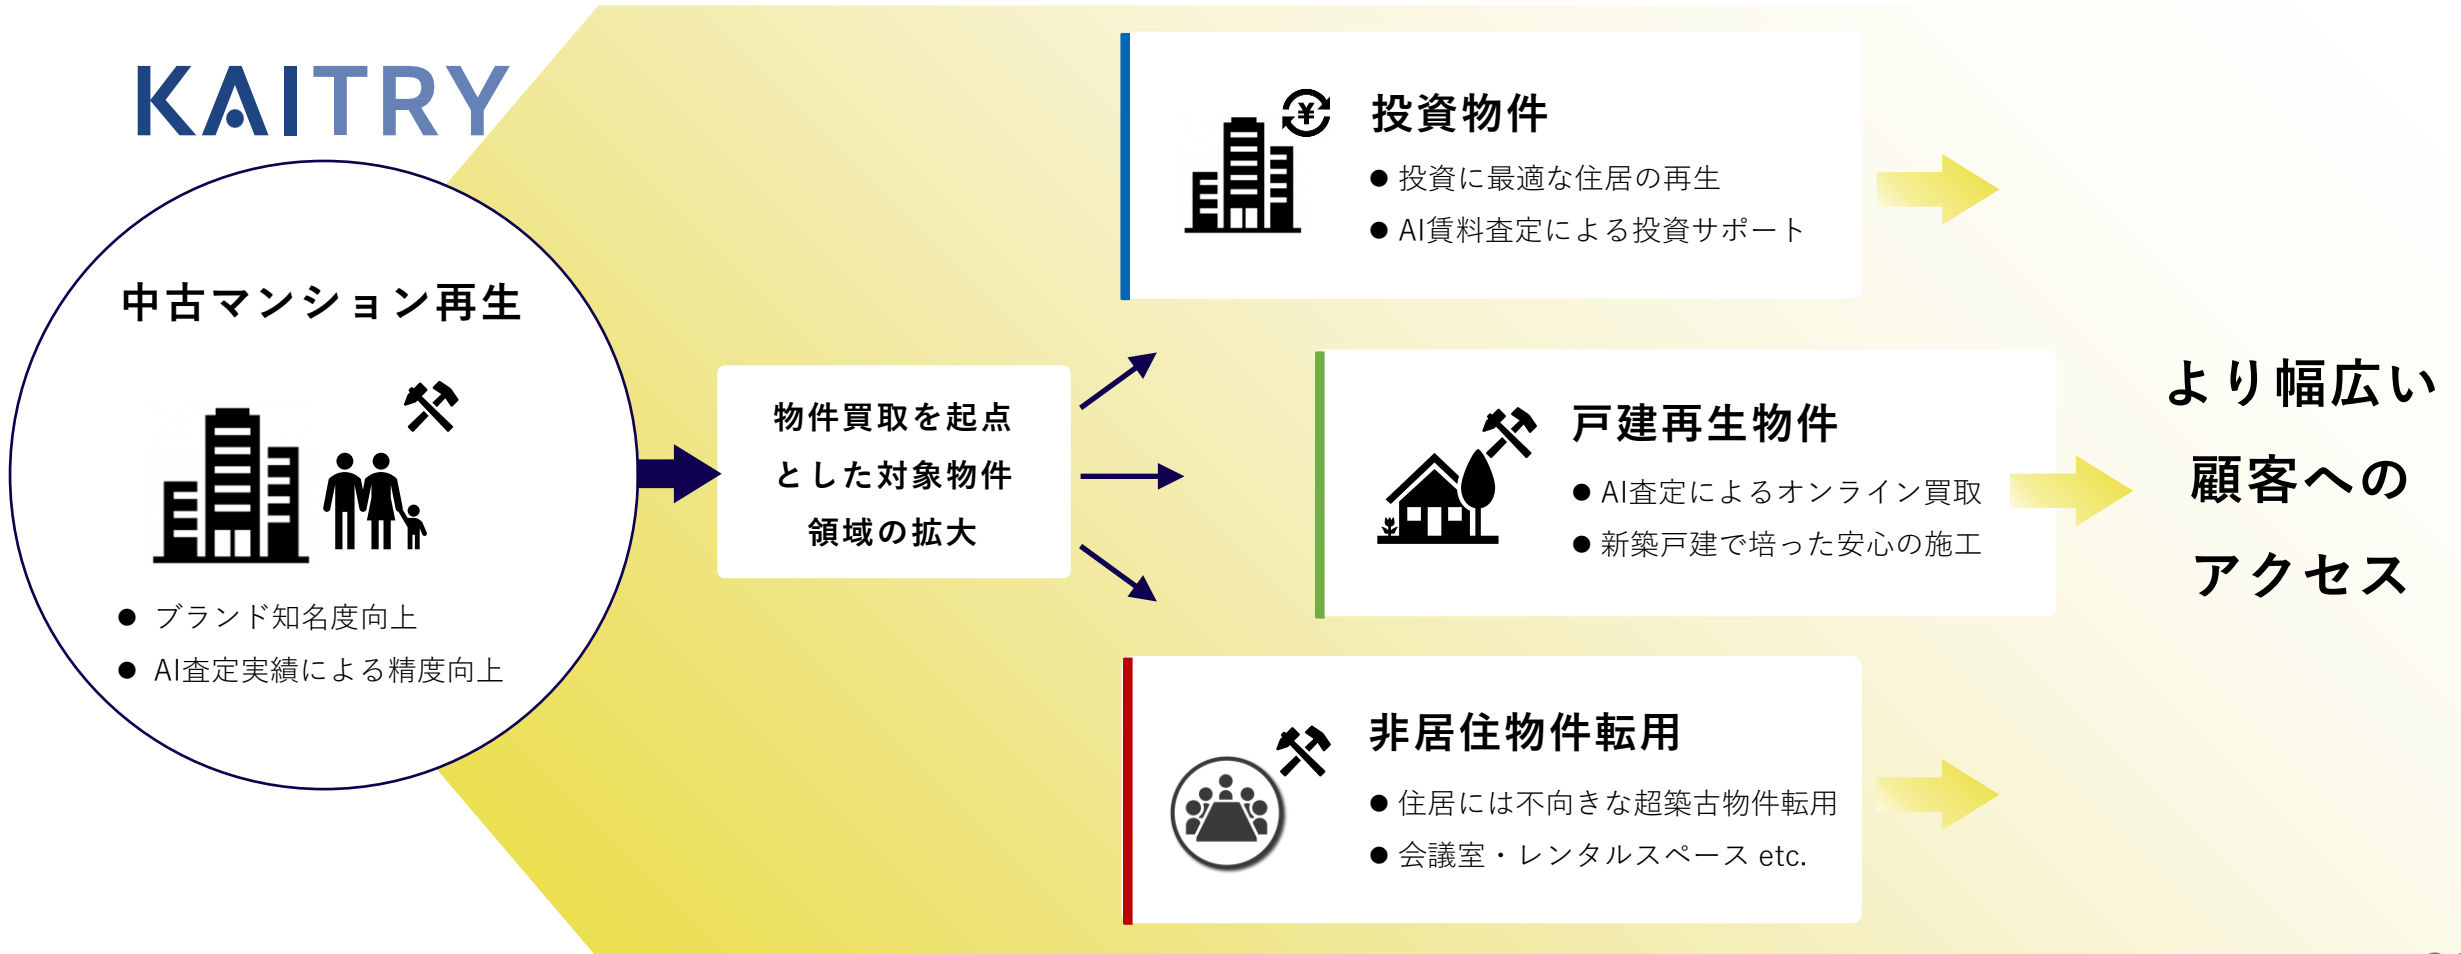 KAITRY
中古マンション再生
● ブランド知名度向上
● AI査定実績による精度向上
物件買取を起点
とした対象物件
領域の拡大
¥
投資物件
● 投資に最適な住居の再生
● AI賃料査定による投資サポート
戸建再生物件
● AI査定によるオンライン買取
● 新築戸建で培った安心の施工
非居住物件転用
● 住居には不向きな超築古物件転用
● 会議室・レンタルスペース etc.
より幅広い
顧客への
アクセス